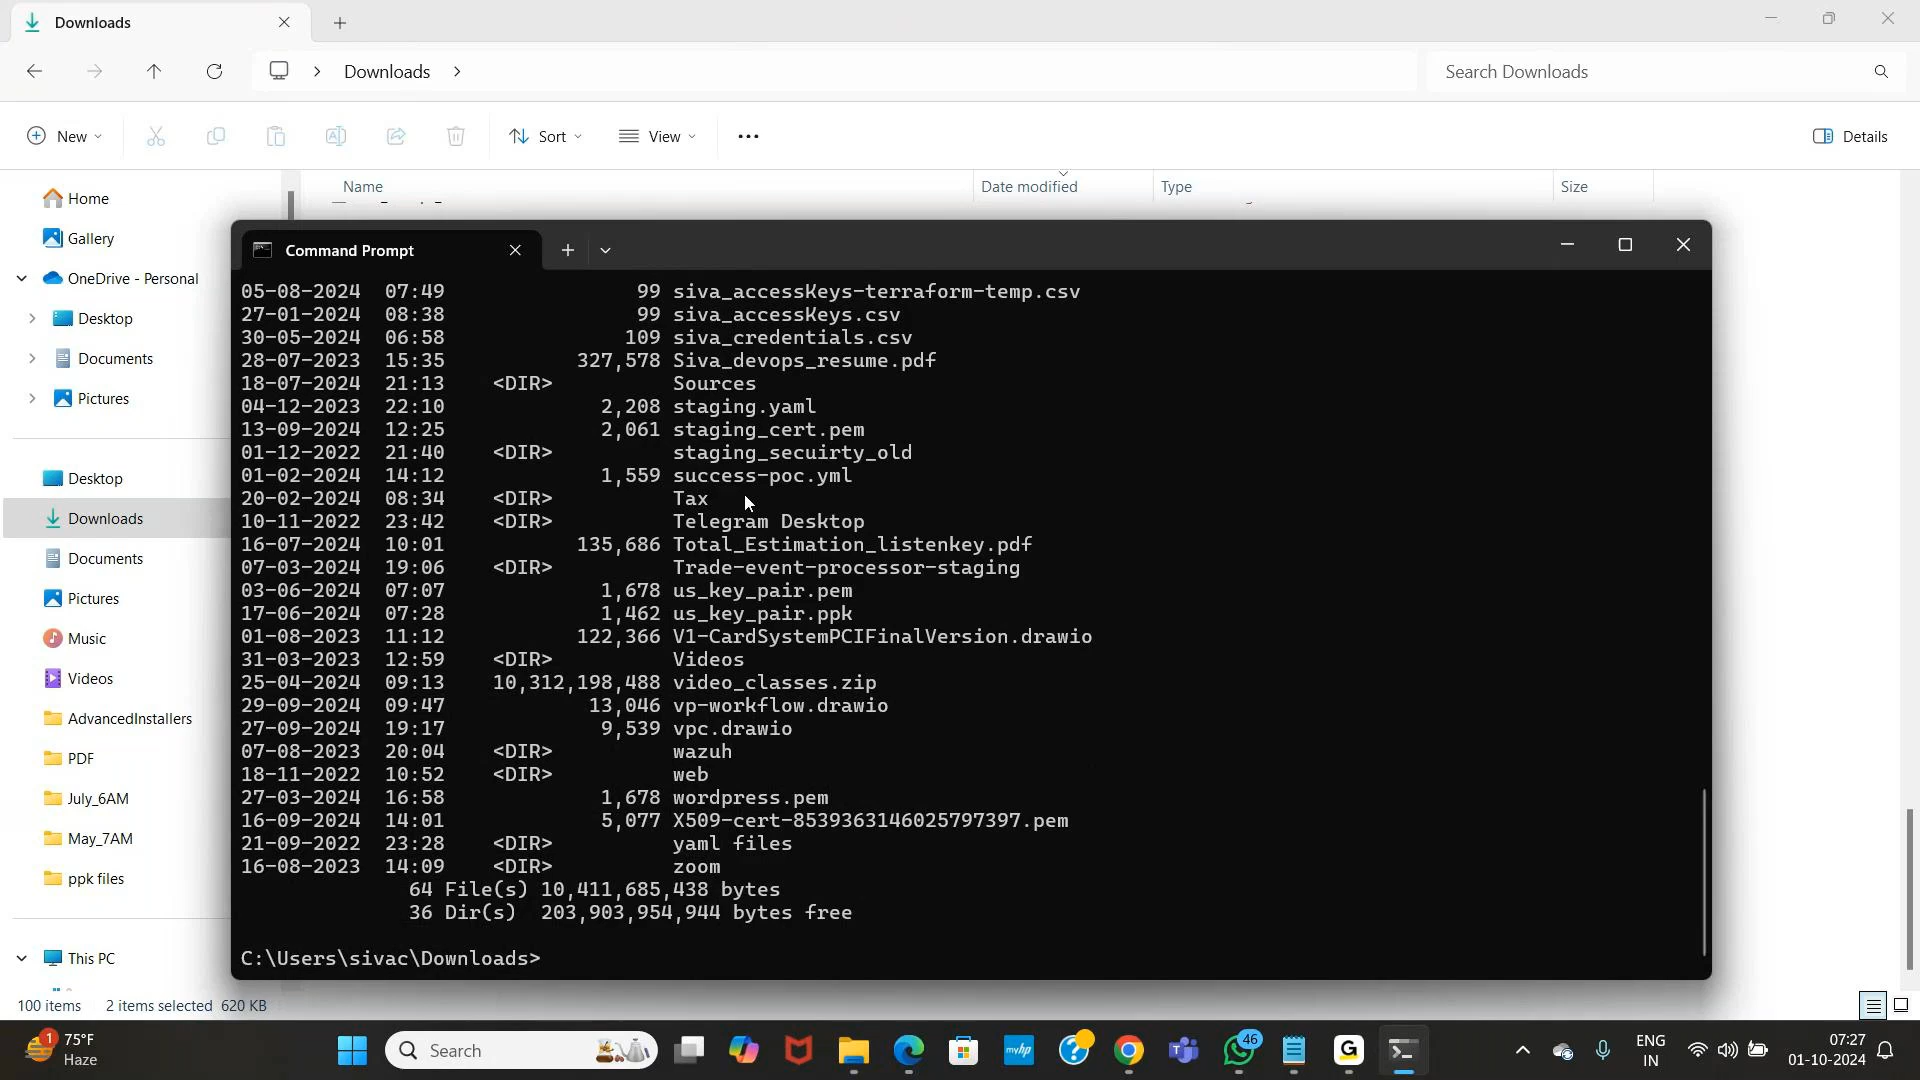 Downloads
Downloads
Search Downloads
New
Sort
View
Details
Name
Date modified
Type
Size
Home
Gallery
OneDrive - Personal
Desktop
Documents
Pictures
Desktop
Downloads
Documents
Pictures
Music
Videos
AdvancedInstallers
PDF
July_6AM
May_7AM
ppk files
This PC
Command Prompt
05-08-2024  07:49                99 siva_accessKeys-terraform-temp.csv
27-01-2024  08:38                99 siva_accessKeys.csv
30-05-2024  06:58               109 siva_credentials.csv
28-07-2023  15:35           327,578 Siva_devops_resume.pdf
18-07-2024  21:13    <DIR>          Sources
04-12-2023  22:10             2,208 staging.yaml
13-09-2024  12:25             2,061 staging_cert.pem
01-12-2022  21:40    <DIR>          staging_secuirty_old
01-02-2024  14:12             1,559 success-poc.yml
20-02-2024  08:34    <DIR>          Tax
10-11-2022  23:42    <DIR>          Telegram Desktop
16-07-2024  10:01           135,686 Total_Estimation_listenkey.pdf
07-03-2024  19:06    <DIR>          Trade-event-processor-staging
03-06-2024  07:07             1,678 us_key_pair.pem
17-06-2024  07:28             1,462 us_key_pair.ppk
01-08-2023  11:12           122,366 V1-CardSystemPCIFinalVersion.drawio
31-03-2023  12:59    <DIR>          Videos
25-04-2024  09:13    10,312,198,488 video_classes.zip
29-09-2024  09:47            13,046 vp-workflow.drawio
27-09-2024  19:17             9,539 vpc.drawio
07-08-2023  20:04    <DIR>          wazuh
18-11-2022  10:52    <DIR>          web
27-03-2024  16:58             1,678 wordpress.pem
16-09-2024  14:01             5,077 X509-cert-8539363146025797397.pem
21-09-2022  23:28    <DIR>          yaml files
16-08-2023  14:09    <DIR>          zoom
64 File(s) 10,411,685,438 bytes
36 Dir(s)  203,903,954,944 bytes free
C:\Users\sivac\Downloads>
100 items
2 items selected 620 KB
1
75°F
Haze
Search
myhp
46
ENG
IN
07:27
01-10-2024